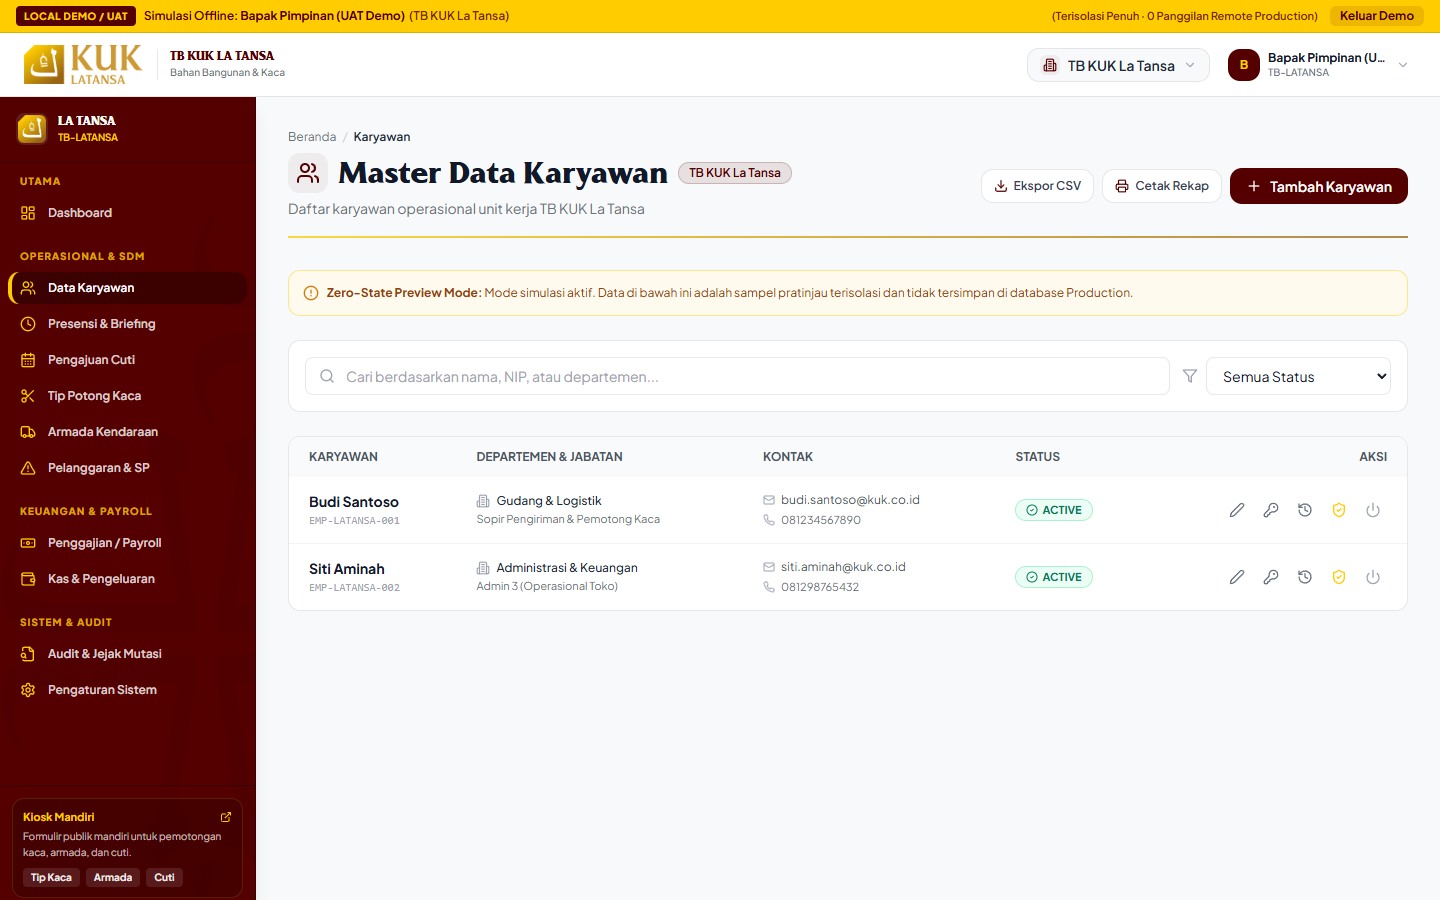 LOCAL DEMO / UAT Simulasi Offline: Bapak Pimpinan (UAT Demo) (TB KUK La Tansa) (Terisolasi Penuh · 0 Panggilan Remote Production) Keluar Demo
KUK LATANSA
TB KUK LA TANSA
Bahan Bangunan & Kaca
TB KUK La Tansa
B
Bapak Pimpinan (U...
TB-LATANSA
LA TANSA
TB-LATANSA
UTAMA
Dashboard
OPERASIONAL & SDM
Data Karyawan
Presensi & Briefing
Pengajuan Cuti
Tip Potong Kaca
Armada Kendaraan
Pelanggaran & SP
KEUANGAN & PAYROLL
Penggajian / Payroll
Kas & Pengeluaran
SISTEM & AUDIT
Audit & Jejak Mutasi
Pengaturan Sistem
Kiosk Mandiri
Formulir publik mandiri untuk pemotongan
kaca, armada, dan cuti.
Tip Kaca Armada Cuti
Beranda / Karyawan
Master Data Karyawan TB KUK La Tansa
Daftar karyawan operasional unit kerja TB KUK La Tansa
Ekspor CSV Cetak Rekap Tambah Karyawan
Zero-State Preview Mode: Mode simulasi aktif. Data di bawah ini adalah sampel pratinjau terisolasi dan tidak tersimpan di database Production.
Cari berdasarkan nama, NIP, atau departemen... Semua Status
KARYAWAN DEPARTEMEN & JABATAN KONTAK STATUS AKSI
Budi Santoso Gudang & Logistik budi.santoso@kuk.co.id ACTIVE
EMP-LATANSA-001 Sopir Pengiriman & Pemotong Kaca 081234567890
Siti Aminah Administrasi & Keuangan siti.aminah@kuk.co.id ACTIVE
EMP-LATANSA-002 Admin 3 (Operasional Toko) 081298765432